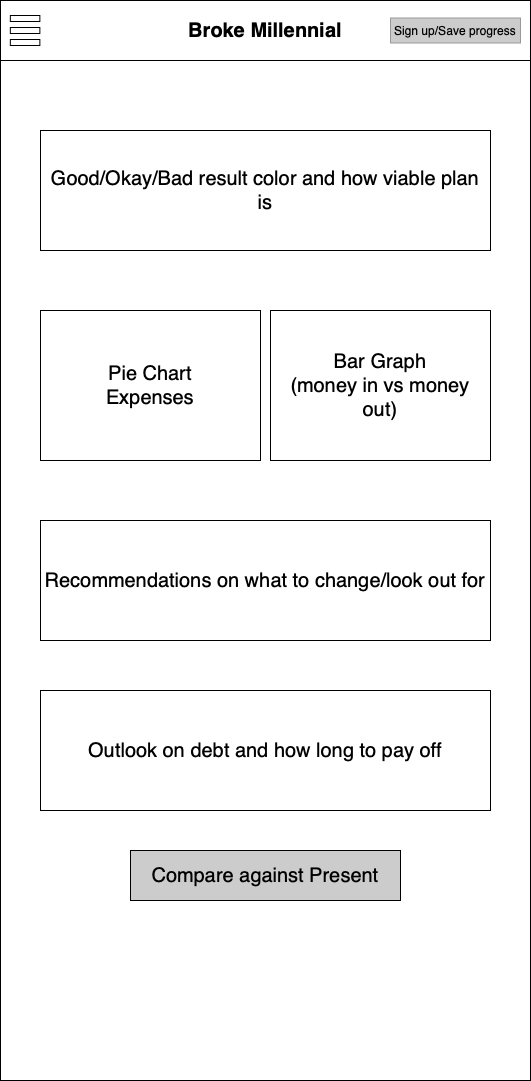 Broke Millennial
Sign up/Save progress
Good/Okay/Bad result color and how viable plan
is
Pie Chart
Expenses
Bar Graph
(money in vs money
out)
Recommendations on what to change/look out for
Outlook on debt and how long to pay off
Compare against Present